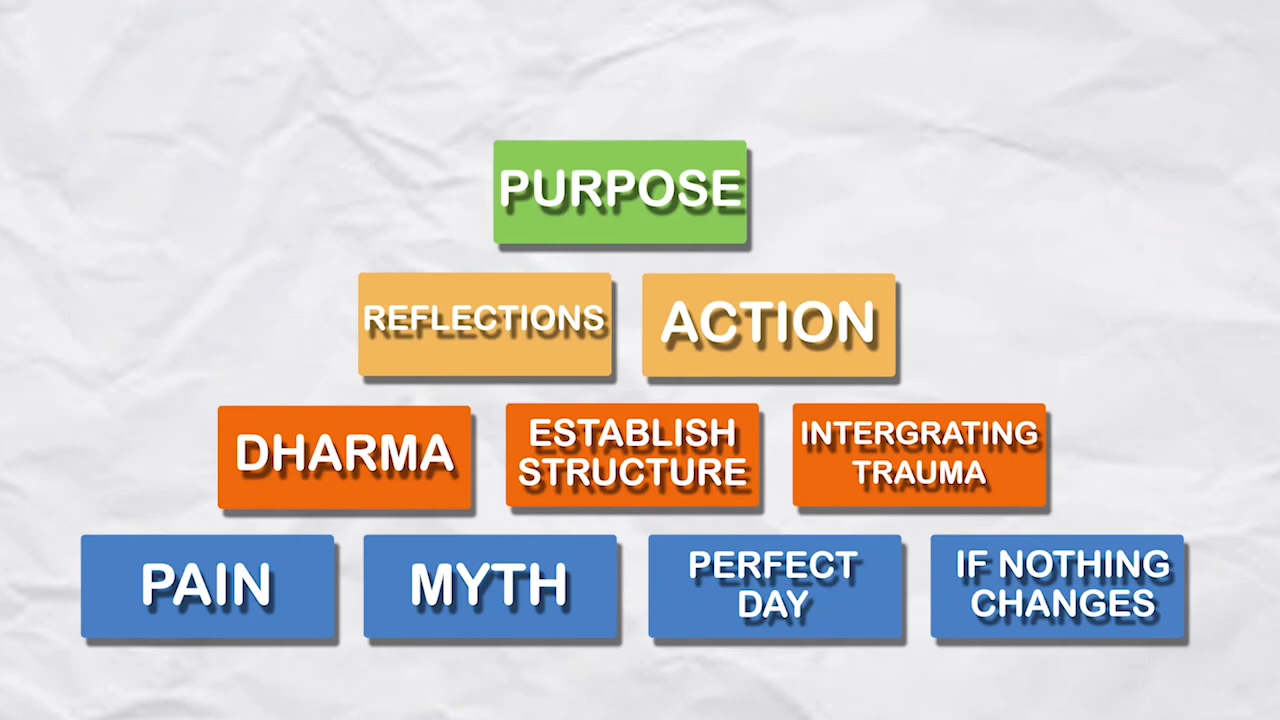 PURPOSE
REFLECTIONS
ACTION
DHARMA
ESTABLISH
STRUCTURE
INTERGRATING
TRAUMA
PAIN
MYTH
PERFECT
DAY
IF NOTHING
CHANGES